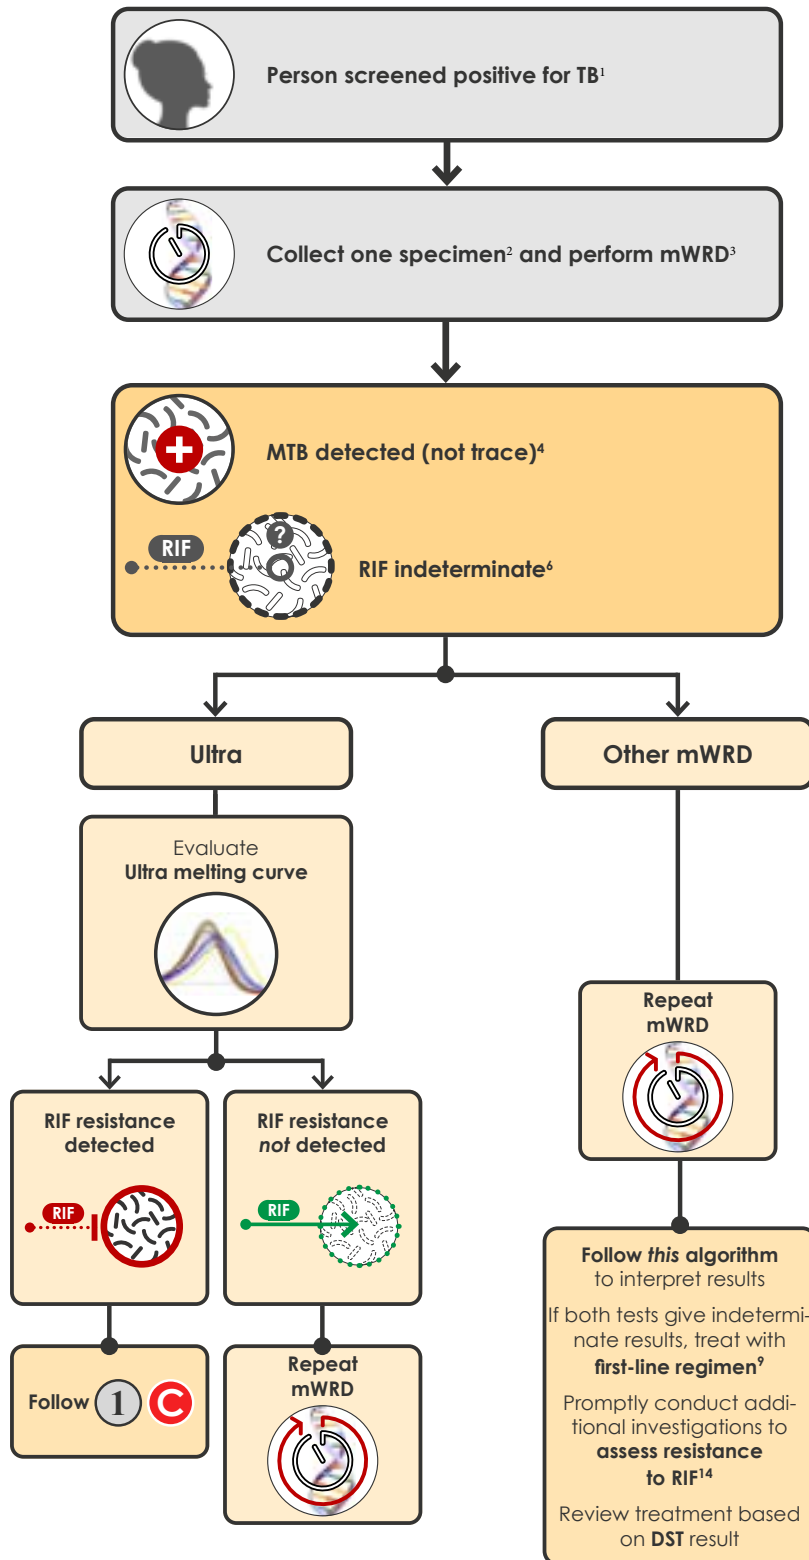 Person screened positive for TB¹
Collect one specimen² and perform mWRD³
MTB detected (not trace)⁴
?
RIF
RIF indeterminate⁶
Ultra
Other mWRD
Evaluate
Ultra melting curve
RIF resistance
detected
RIF
RIF resistance
not detected
RIF
Follow 1 C
Repeat
mWRD
Repeat
mWRD
Follow this algorithm
to interpret results
If both tests give indetermi-
nate results, treat with
first-line regimen⁹
Promptly conduct addi-
tional investigations to
assess resistance
to RIF¹⁴
Review treatment based
on DST result